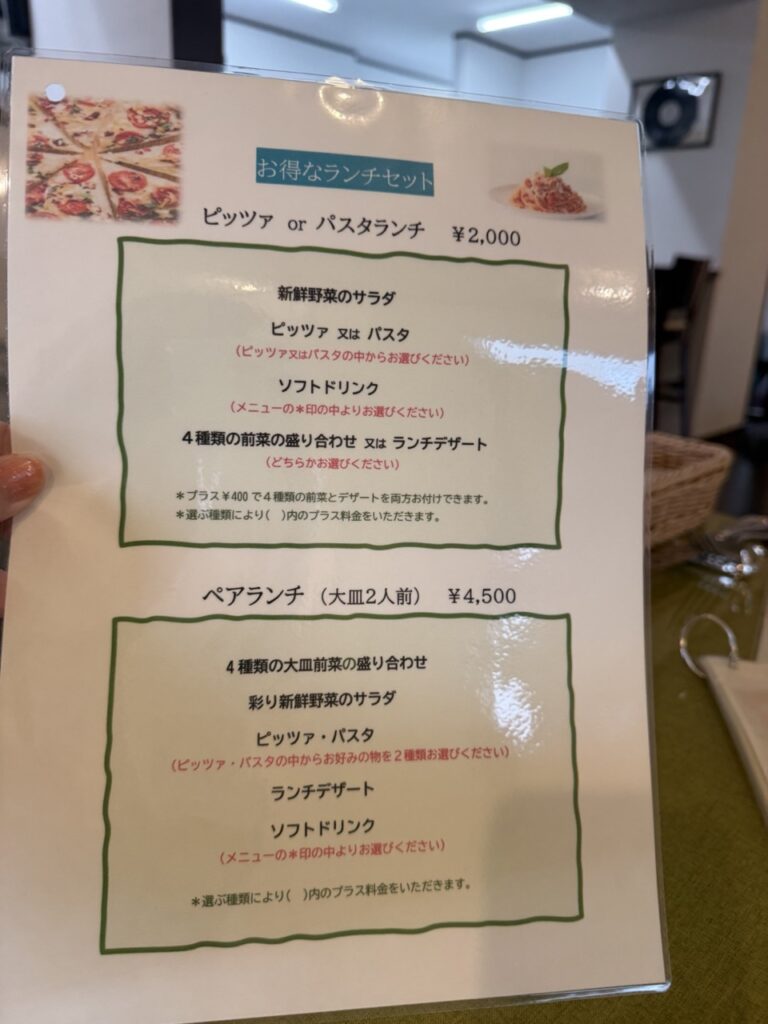 お得なランチセット
ピッツァ or パスタランチ ￥2,000
新鮮野菜のサラダ
ピッツァ 又は パスタ
(ピッツァ又はパスタの中からお選びください)
ソフトドリンク
(メニューの＊印の中よりお選びください)
４種類の前菜の盛り合わせ 又は ランチデザート
(どちらかお選びください)
＊プラス￥400 で４種類の前菜とデザートを両方お付けできます。
＊選ぶ種類により(　)内のプラス料金をいただきます。
ペアランチ （大皿2人前） ￥4,500
４種類の大皿前菜の盛り合わせ
彩り新鮮野菜のサラダ
ピッツァ・パスタ
(ピッツァ・パスタの中からお好みの物を２種類お選びください)
ランチデザート
ソフトドリンク
(メニューの＊印の中よりお選びください)
＊選ぶ種類により(　)内のプラス料金をいただきます。